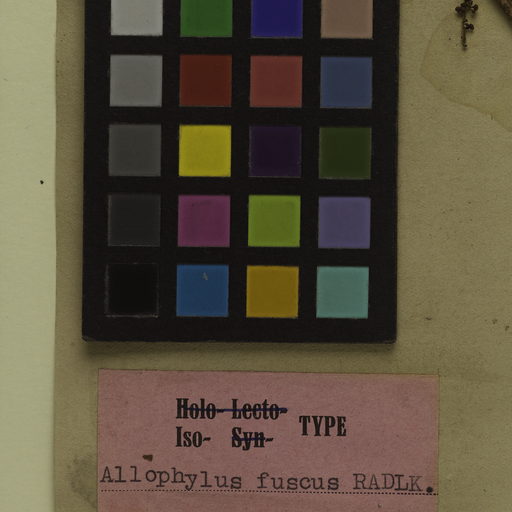 Holo- Lecto-
Iso- Syn- TYPE
Allophylus fuscus RADLK.